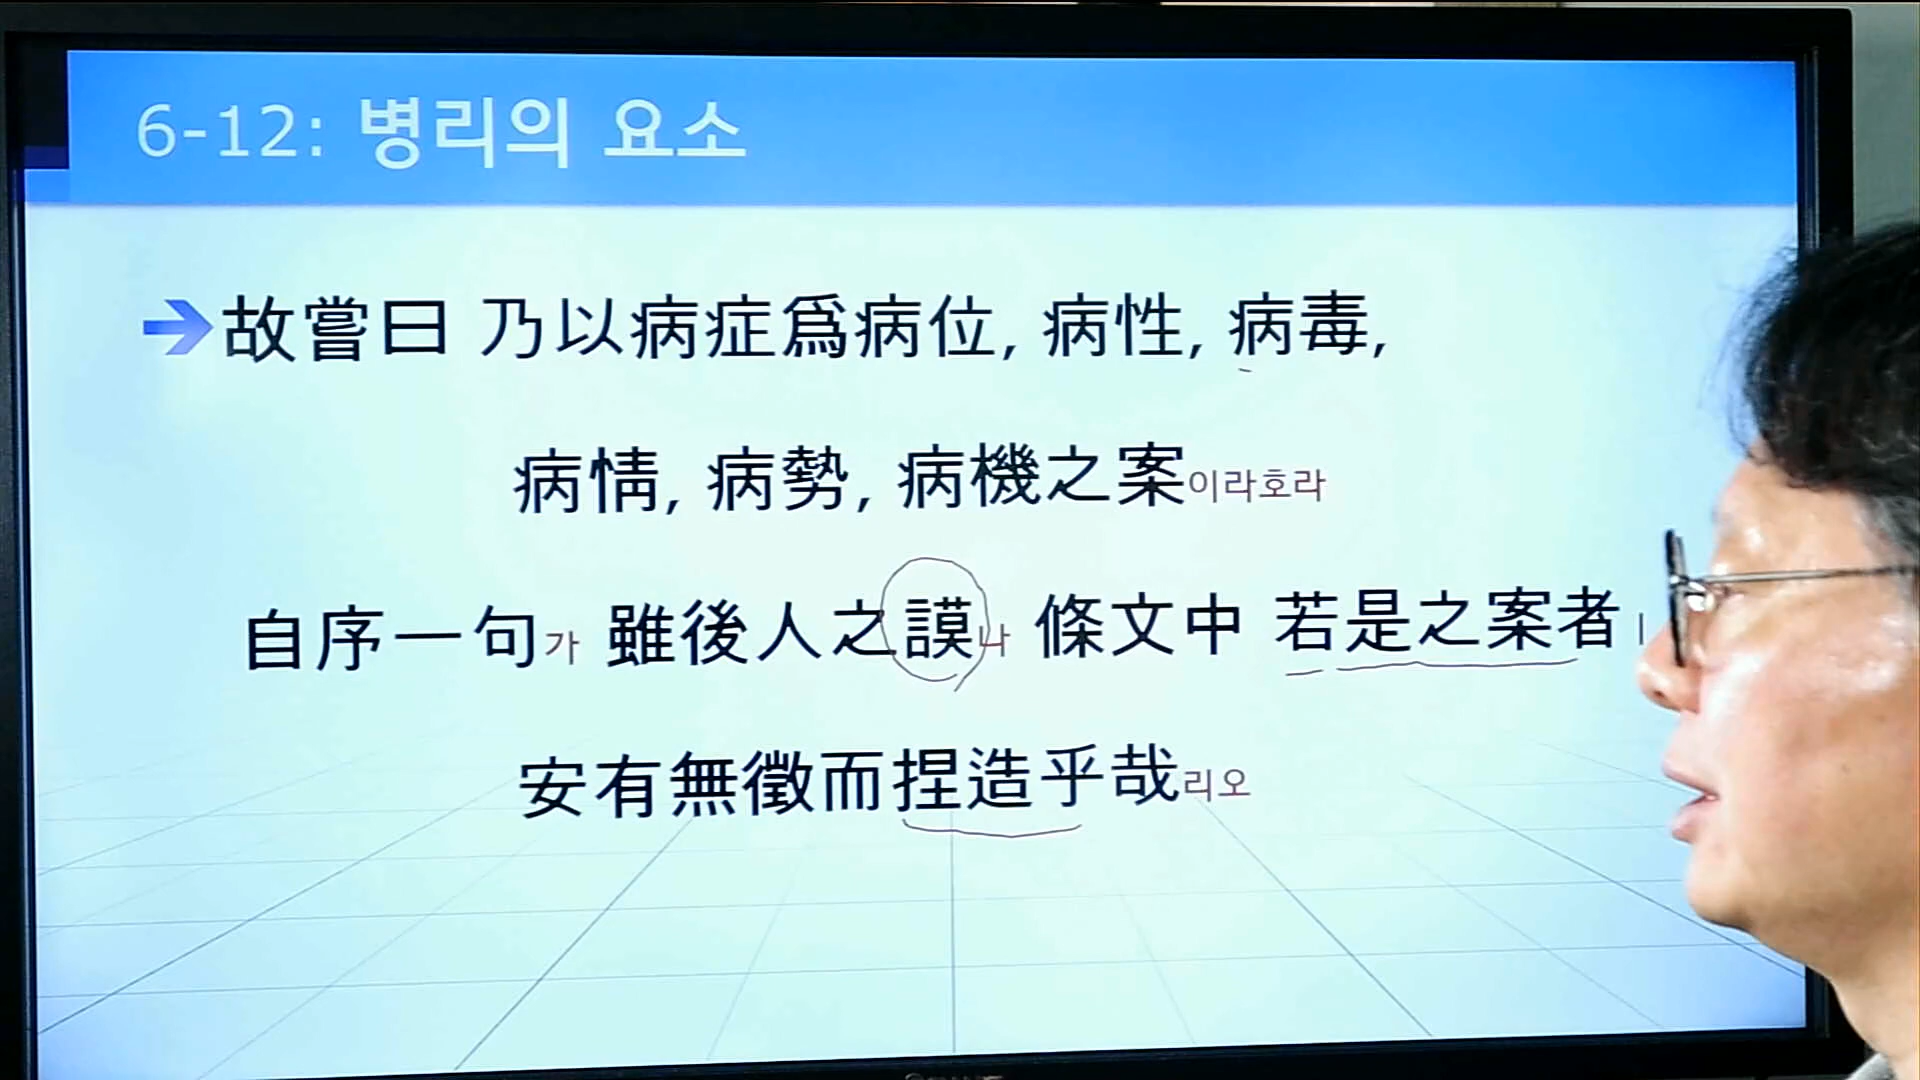 6-12: 병리의 요소
故嘗曰 乃以病症爲病位, 病性, 病毒,
病情, 病勢, 病機之案이라호라
自序一句가 雖後人之謨나 條文中 若是之案者ㅣ
安有無徵而捏造乎哉리오